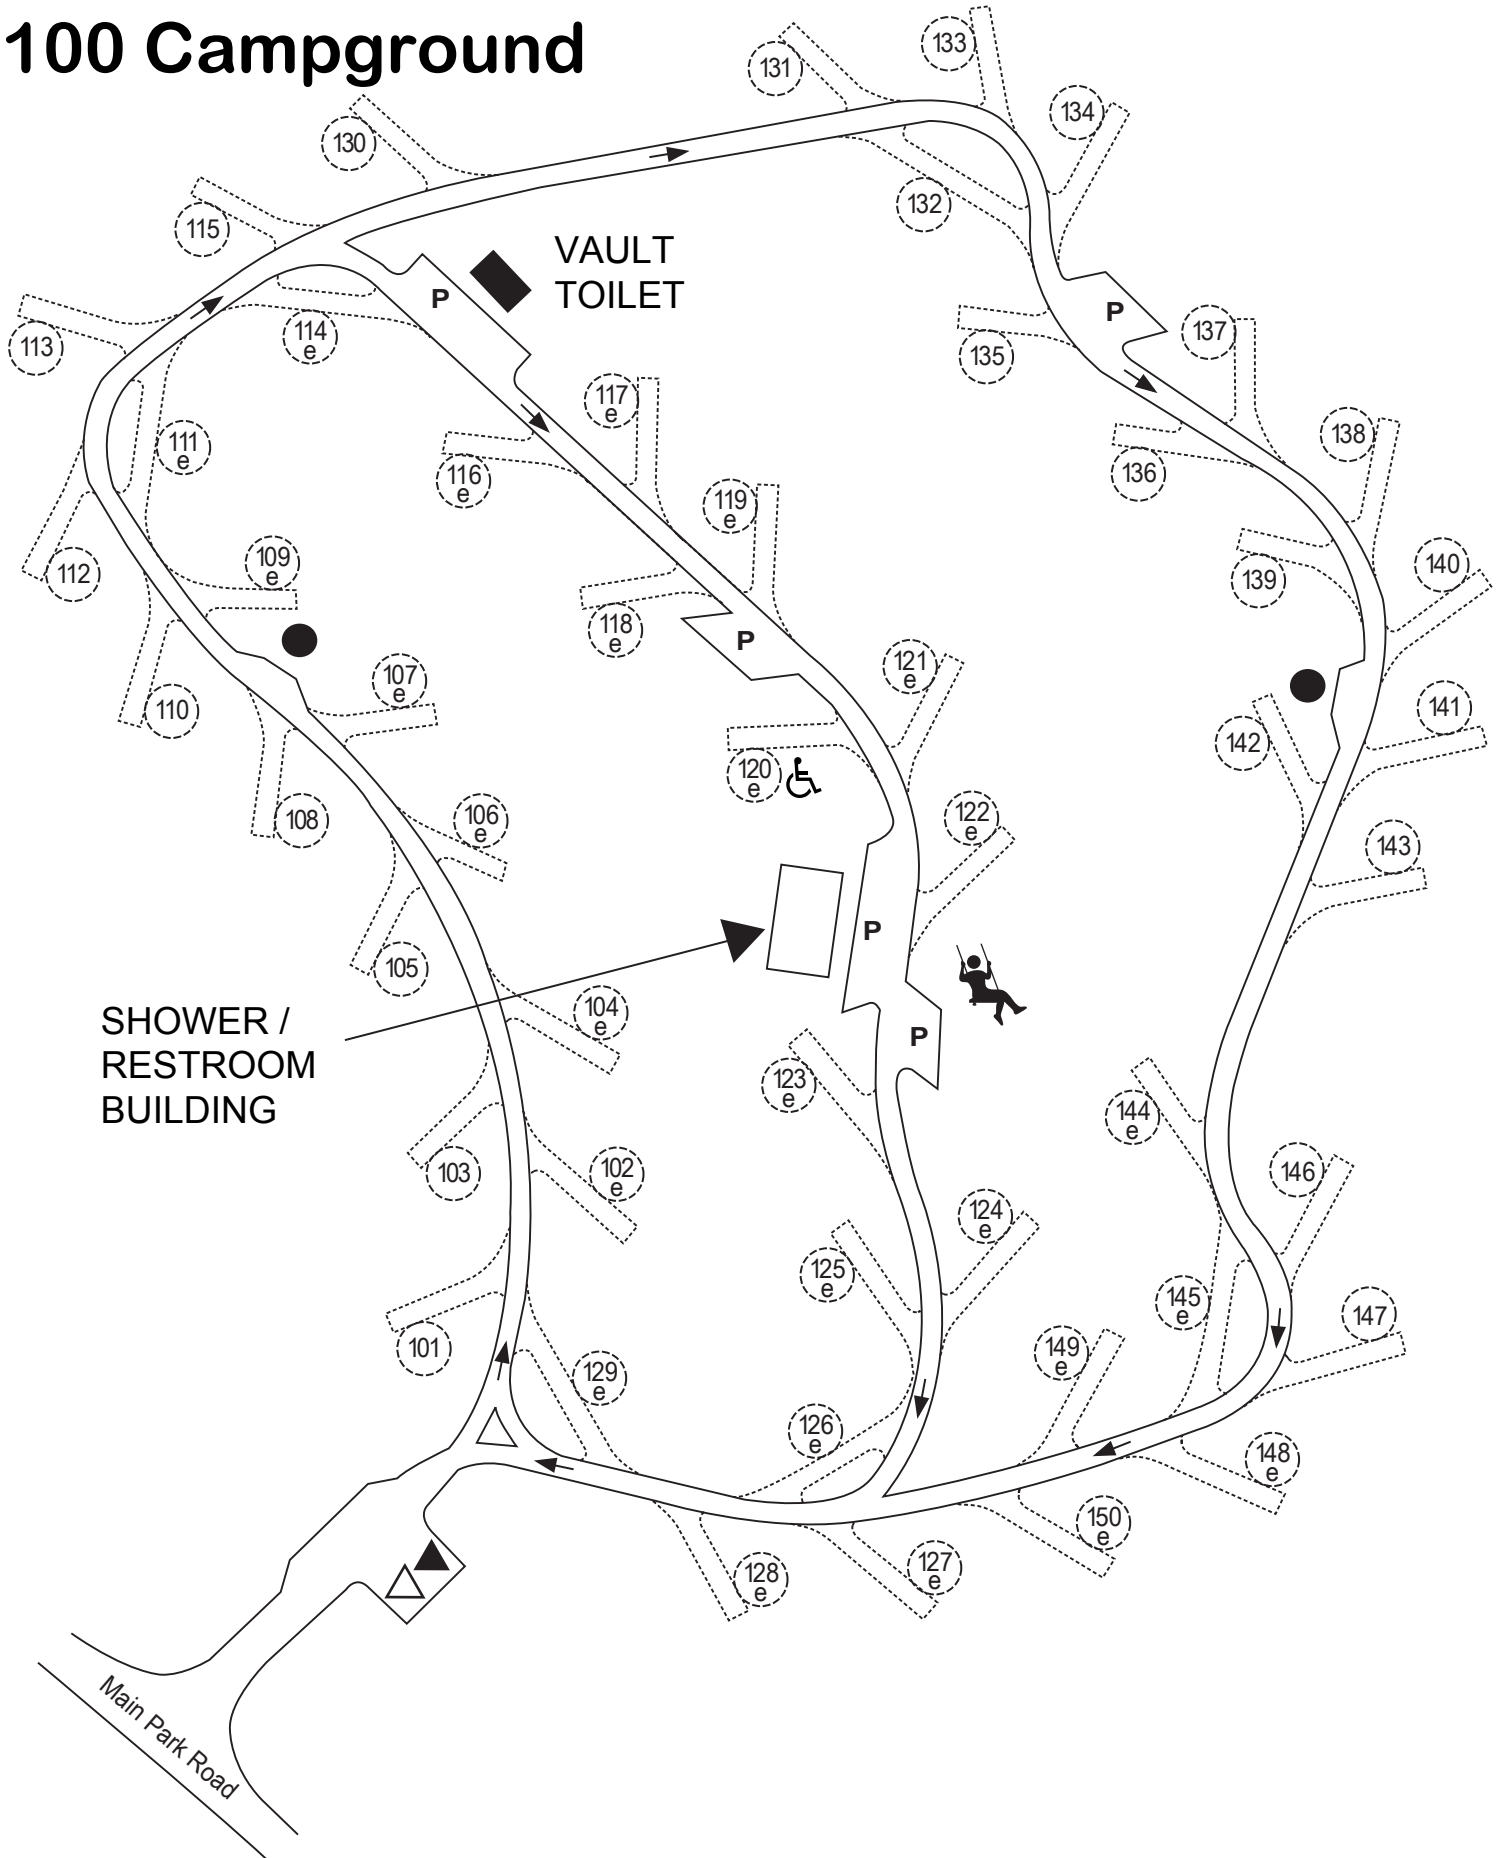 100 Campground
133
131
134
130
132
115
VAULT
TOILET
P
P
113
114
e
137
135
117
e
111
e
138
116
e
136
119
e
109
e
112
139
140
118
e
P
121
e
107
e
110
141
142
120
e
108
106
e
122
e
143
P
105
104
e
SHOWER /
RESTROOM
BUILDING
P
123
e
144
e
103
102
e
146
124
e
125
e
145
e
147
101
149
e
129
e
126
e
148
e
150
e
127
e
128
e
Main Park Road